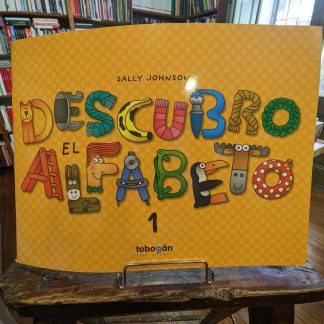 SALLY JOHNSON
DESCUBRO
EL
ALFABETO
1
tobogán